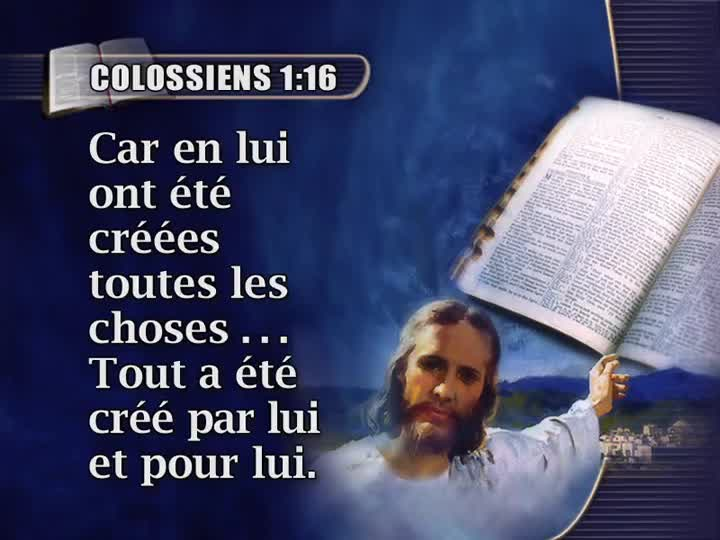 COLOSSIENS 1:16
Car en lui
ont été
créées
toutes les
choses . . .
Tout a été
créé par lui
et pour lui.